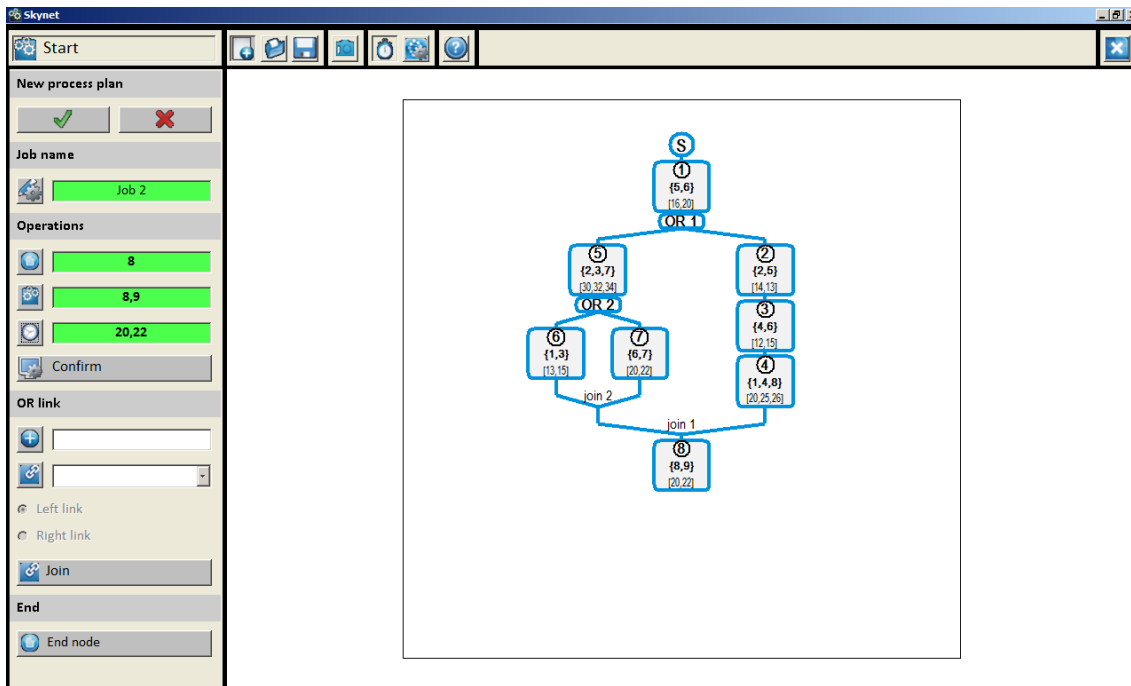 Skynet
Start
New process plan
Job name
Job 2
Operations
8
8,9
20,22
Confirm
OR link
Left link
Right link
Join
End
End node
S
1
{5,6}
[16,20]
OR 1
5
{2,3,7}
[30,32,34]
OR 2
2
{2,5}
[14,13]
3
{4,6}
[12,15]
6
{1,3}
[13,15]
7
{6,7}
[20,22]
4
{1,4,8}
[20,25,26]
join 2
join 1
8
{8,9}
[20,22]